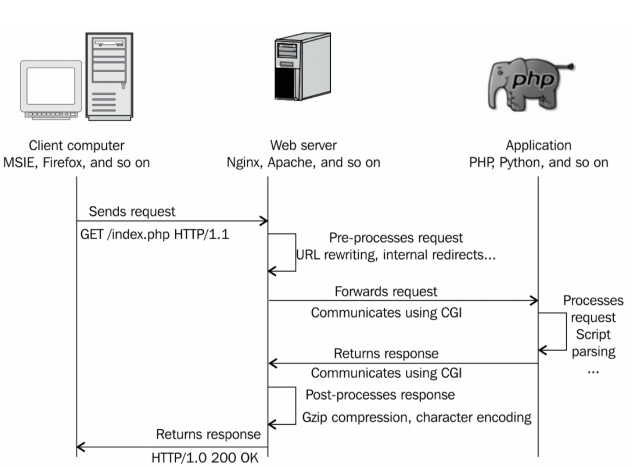 php
Client computer
MSIE, Firefox, and so on
Web server
Nginx, Apache, and so on
Application
PHP, Python, and so on
Sends request
GET /index.php HTTP/1.1
Pre-processes request
URL rewriting, internal redirects...
Forwards request
Communicates using CGI
Processes
request
Script
parsing
...
Returns response
Communicates using CGI
Post-processes response
Gzip compression, character encoding
Returns response
HTTP/1.0 200 OK